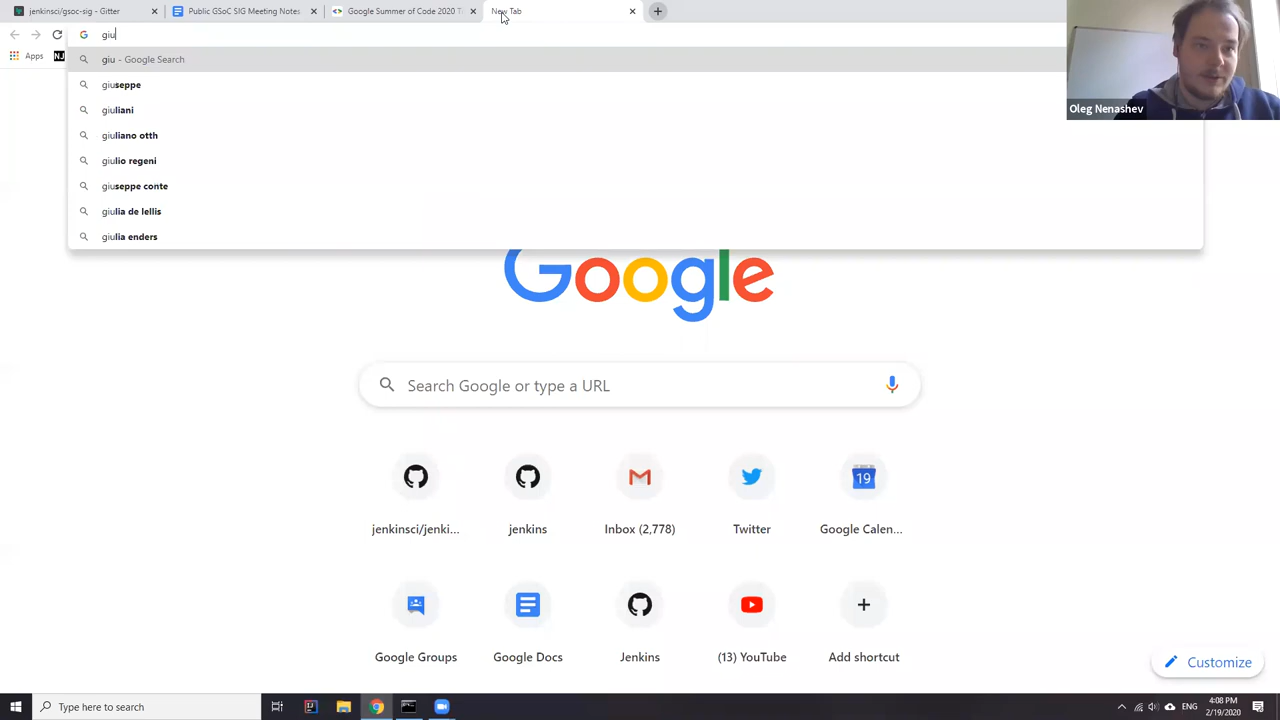 jenkinsci/gsoc-sig - Gitter
Public GSoC SIG Meeting Notes
Google Summer of Code 2020 T
New Tab
giu
Apps
NJ
giu - Google Search
giuseppe
giuliani
giuliano otth
giulio regeni
giuseppe conte
giulia de lellis
giulia enders
Oleg Nenashev
Google
Search Google or type a URL
jenkinsci/jenki...
jenkins
Inbox (2,778)
Twitter
19
Google Calen...
Google Groups
Google Docs
Jenkins
(13) YouTube
Add shortcut
Customize
Type here to search
ENG
4:08 PM
2/19/2020